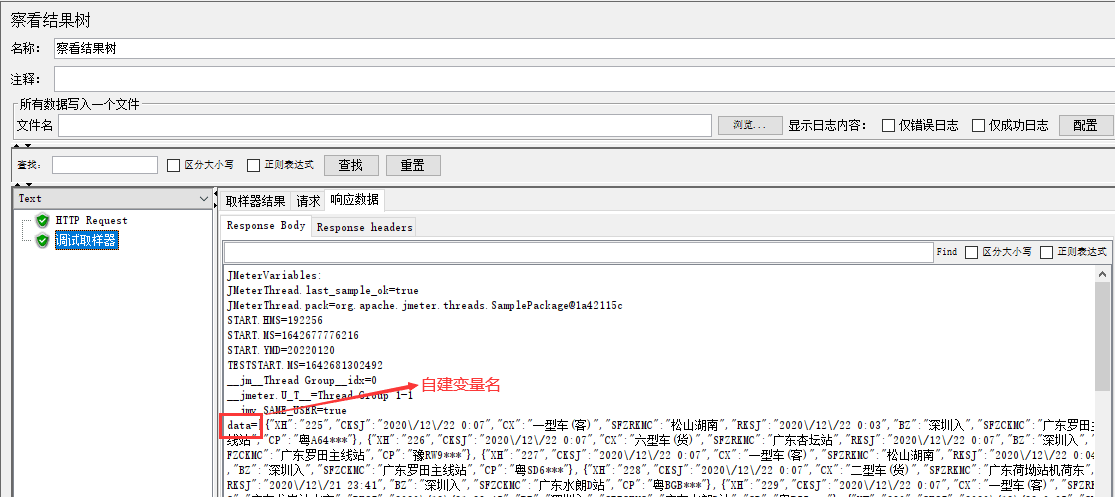 察看结果树
名称： 察看结果树
注释：
所有数据写入一个文件
文件名 浏览... 显示日志内容： 仅错误日志 仅成功日志 配置
查找： 区分大小写 正则表达式 查找 重置
Text
取样器结果 请求 响应数据
HTTP Request
调试取样器
Response Body Response headers
Find 区分大小写 正则表达式
JMeterVariables:
JMeterThread.last_sample_ok=true
JMeterThread.pack=org.apache.jmeter.threads.SamplePackage@1a42115c
START.HMS=192256
START.MS=1642677776216
START.YMD=20220120
TESTSTART.MS=1642681302492
__jm__Thread Group__idx=0
自建变量名
__jmeter.U_T__=Thread Group 1-1
__jmv_SAME_USER=true
data=[{"XH":"225","CKSJ":"2020\/12\/22 0:07","CX":"一型车(客)","SFZRKMC":"松山湖南","RKSJ":"2020\/12\/22 0:03","BZ":"深圳入","SFZCKMC":"广东罗田主
线站","CP":"粤A64***"},{"XH":"226","CKSJ":"2020\/12\/22 0:07","CX":"六型车(货)","SFZRKMC":"广东杏坛站","RKSJ":"2020\/12\/22 0:07","BZ":"深圳入","
FZCKMC":"广东罗田主线站","CP":"豫RW9***"},{"XH":"227","CKSJ":"2020\/12\/22 0:07","CX":"一型车(客)","SFZRKMC":"松山湖南","RKSJ":"2020\/12\/22 0:04
,"BZ":"深圳入","SFZCKMC":"广东罗田主线站","CP":"粤SD6***"},{"XH":"228","CKSJ":"2020\/12\/22 0:07","CX":"二型车(货)","SFZRKMC":"广东荷坳站机荷东","
RKSJ":"2020\/12\/21 23:41","BZ":"深圳入","SFZCKMC":"广东水朗D站","CP":"粤BGB***"},{"XH":"229","CKSJ":"2020\/12\/22 0:07","CX":"一型车(客)","SFZRK